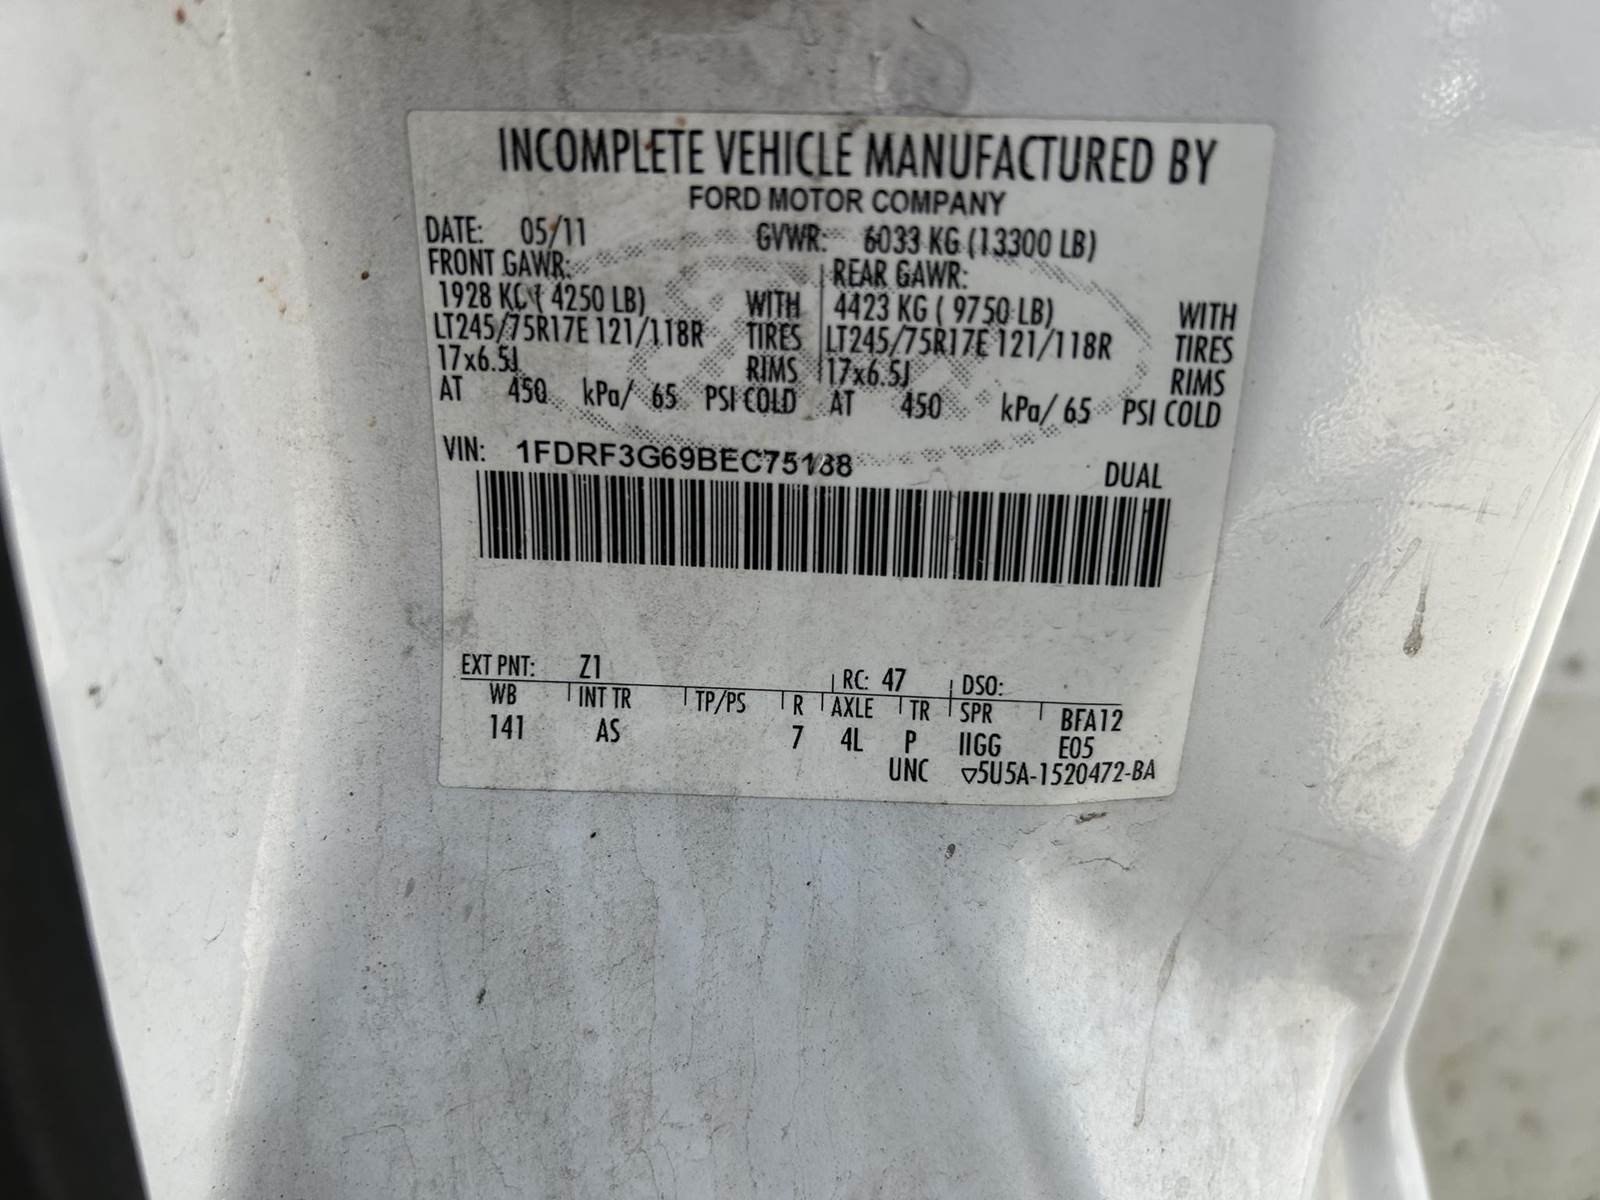 INCOMPLETE VEHICLE MANUFACTURED BY
FORD MOTOR COMPANY
DATE: 05/11 GVWR: 6033 KG (13300 LB)
FRONT GAWR: REAR GAWR:
1928 KG ( 4250 LB) WITH 4423 KG ( 9750 LB) WITH
LT245/75R17E 121/118R TIRES LT245/75R17E 121/118R TIRES
17x6.5J RIMS 17x6.5J RIMS
AT 450 kPa/ 65 PSI COLD AT 450 kPa/ 65 PSI COLD
VIN: 1FDRF3G69BEC75188 DUAL
EXT PNT: Z1 RC: 47 DSO:
WB INT TR TP/PS R AXLE TR SPR BFA12
141 AS 7 4L P IIGG E05
UNC ▽5U5A-1520472-BA